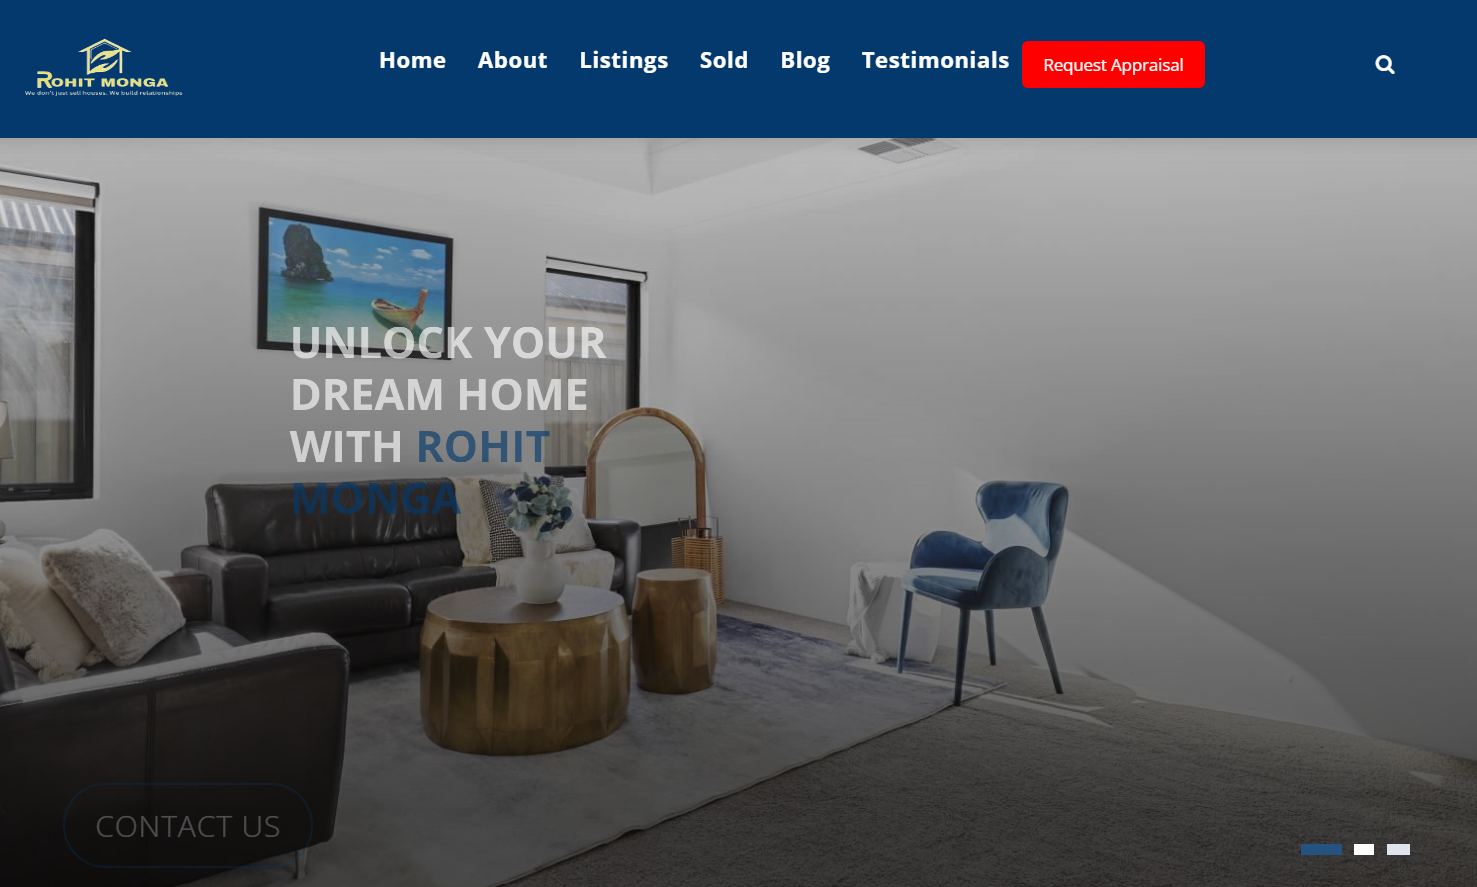 ROHIT MONGA
We don't just sell houses. We build relationships
Home About Listings Sold Blog Testimonials Request Appraisal
UNLOCK YOUR
DREAM HOME
WITH ROHIT
MONGA
CONTACT US